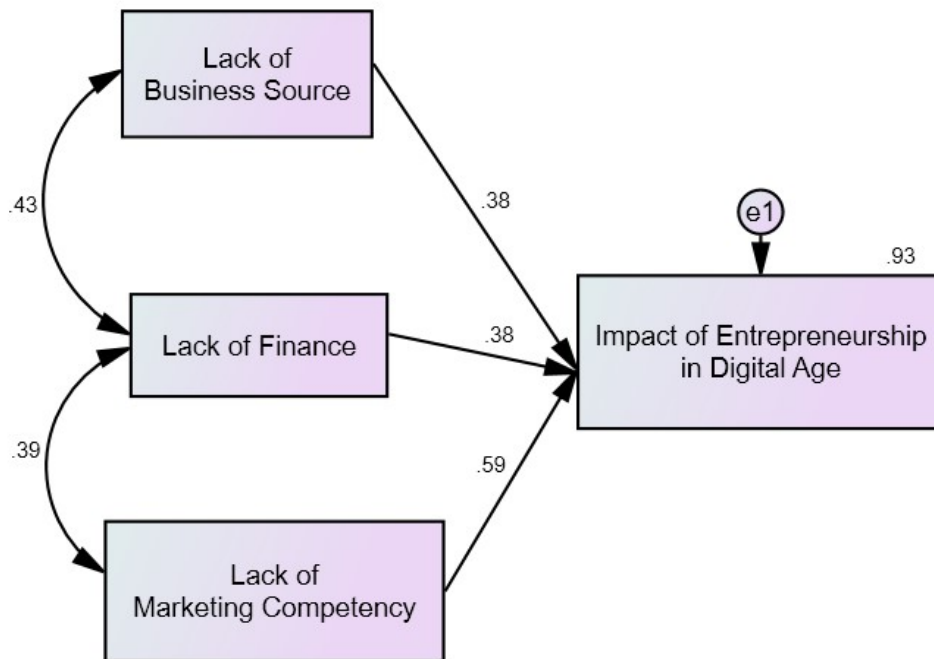 Lack of
Business Source
.43
.38
e1
.93
Lack of Finance
.38
Impact of Entrepreneurship
in Digital Age
.39
.59
Lack of
Marketing Competency